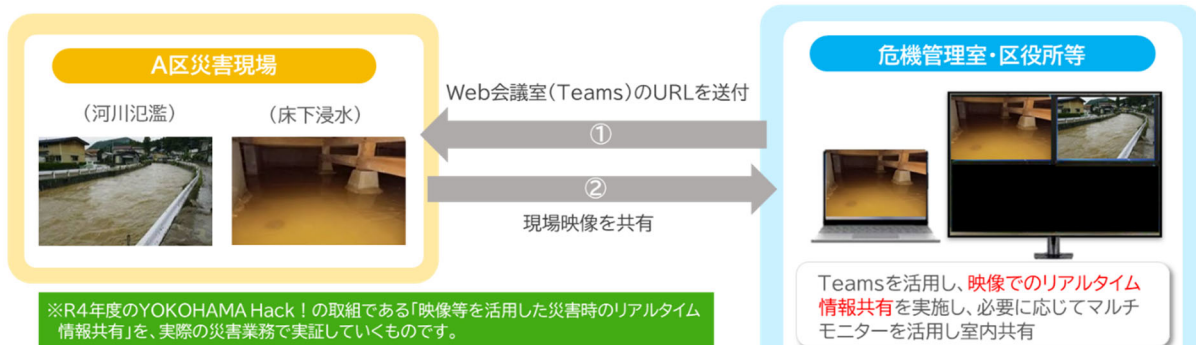 A区災害現場
(河川氾濫)
(床下浸水)
Web会議室(Teams)のURLを送付
①
②
現場映像を共有
危機管理室・区役所等
Teamsを活用し、映像でのリアルタイム
情報共有を実施し、必要に応じてマルチ
モニターを活用し室内共有
※R4年度のYOKOHAMA Hack!の取組である「映像等を活用した災害時のリアルタイム
情報共有」を、実際の災害業務で実証していくものです。